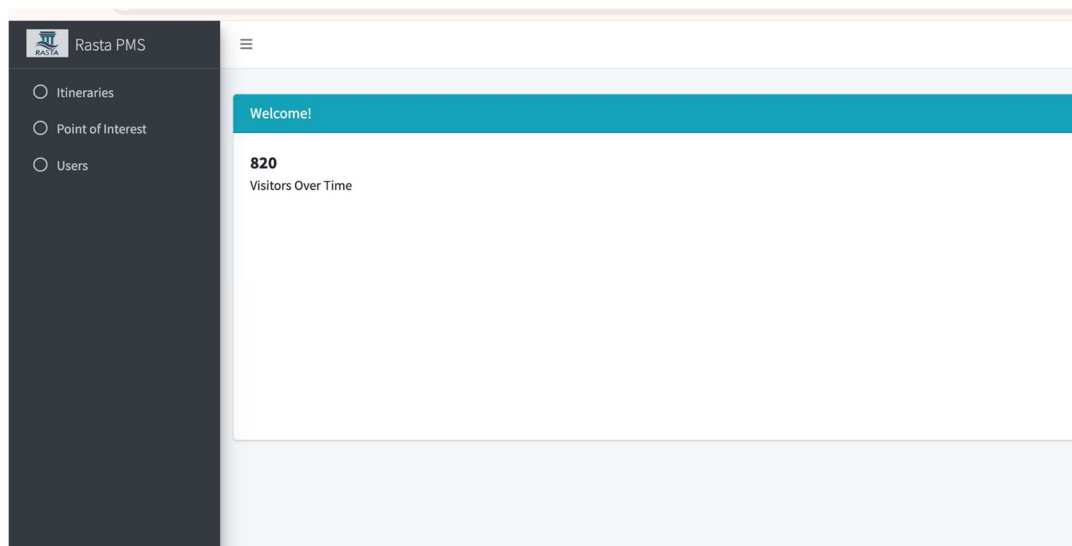 RASTA
Rasta PMS
Itineraries
Point of Interest
Users
Welcome!
820
Visitors Over Time